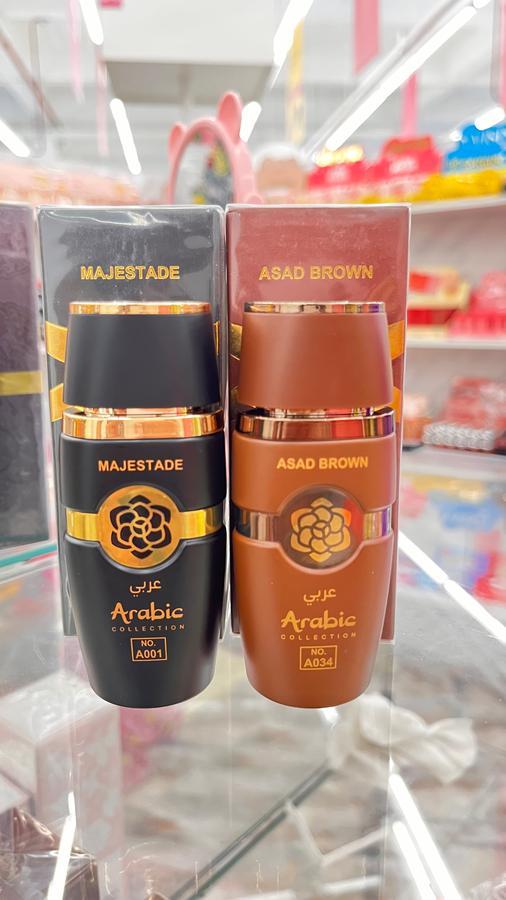 MAJESTADE
ASAD BROWN
MAJESTADE
عربي
Arabic
COLLECTION
NO.
A001
ASAD BROWN
عربي
Arabic
COLLECTION
NO.
A034